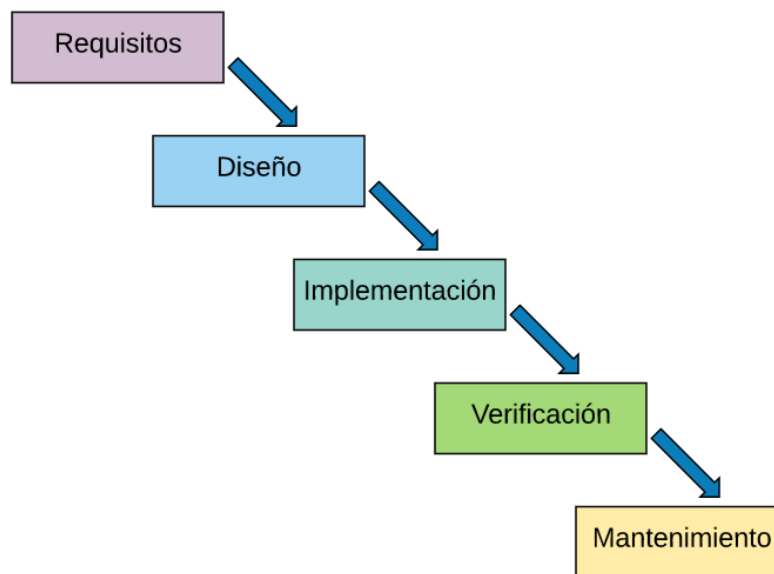 Requisitos
Diseño
Implementación
Verificación
Mantenimiento